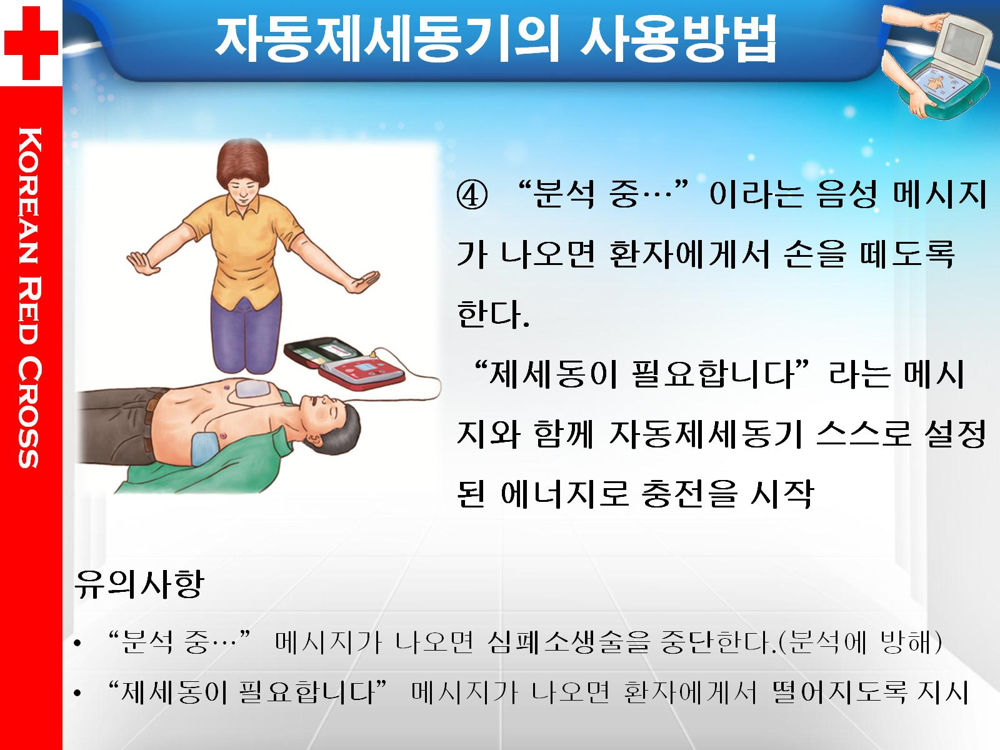 자동제세동기의 사용방법
KOREAN RED CROSS
④ “분석 중…”이라는 음성 메시지
가 나오면 환자에게서 손을 떼도록
한다.
“제세동이 필요합니다”라는 메시
지와 함께 자동제세동기 스스로 설정
된 에너지로 충전을 시작
유의사항
• “분석 중…” 메시지가 나오면 심폐소생술을 중단한다.(분석에 방해)
• “제세동이 필요합니다” 메시지가 나오면 환자에게서 떨어지도록 지시